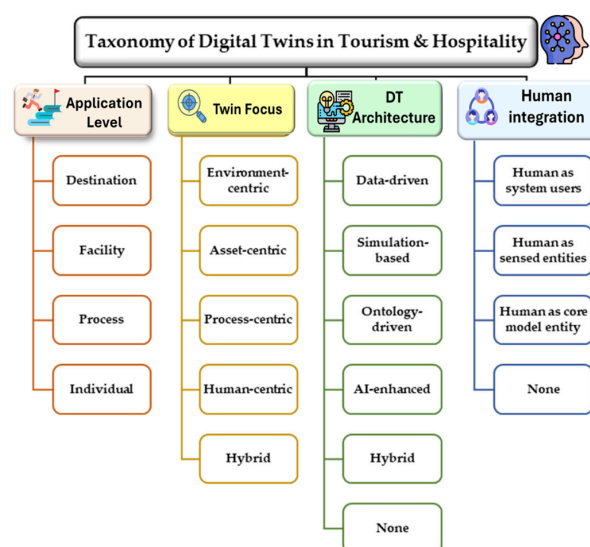 Taxonomy of Digital Twins in Tourism & Hospitality
Application
Level
Destination
Facility
Process
Individual
Twin Focus
Environment-
centric
Asset-centric
Process-centric
Human-centric
Hybrid
DT
Architecture
Data-driven
Simulation-
based
Ontology-
driven
AI-enhanced
Hybrid
None
Human
integration
Human as
system users
Human as
sensed entities
Human as core
model entity
None